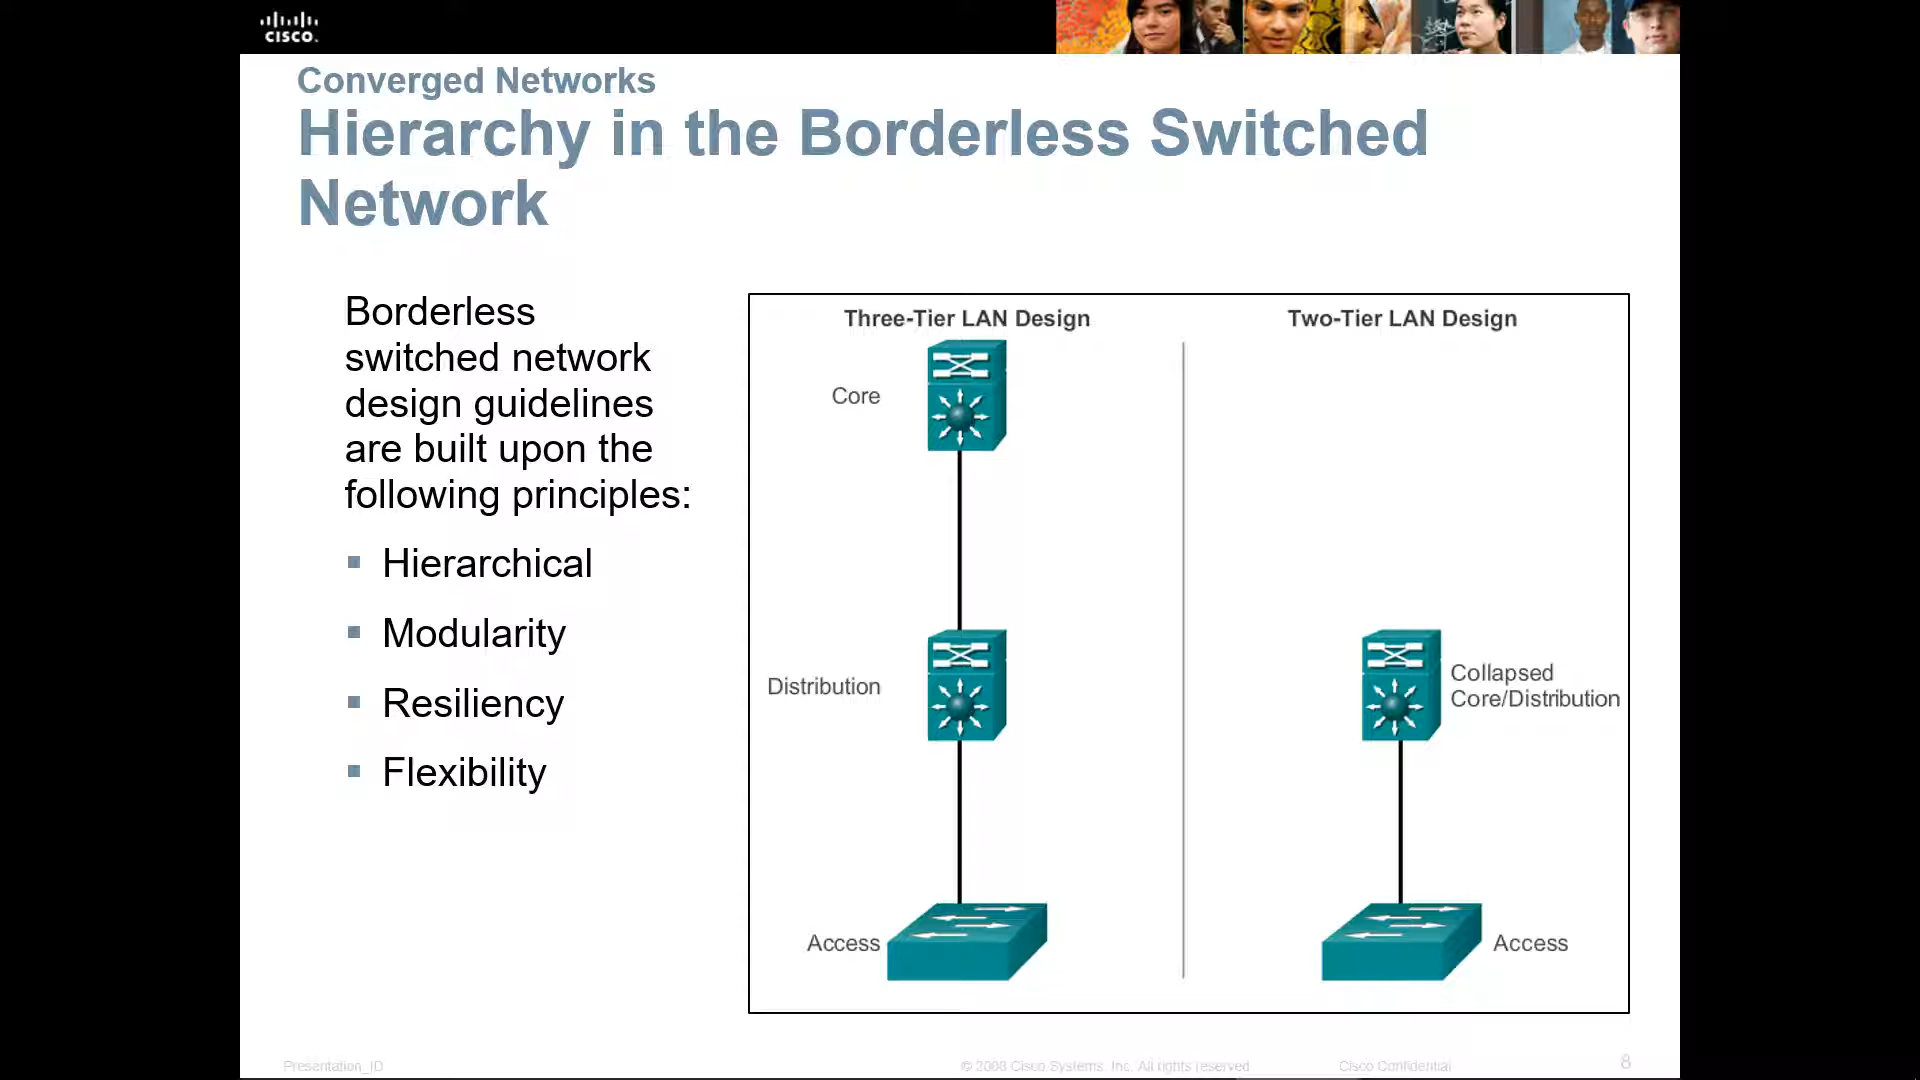 CISCO.
Converged Networks
Hierarchy in the Borderless Switched
Network
Borderless
switched network
design guidelines
are built upon the
following principles:
Hierarchical
Modularity
Resiliency
Flexibility
Three-Tier LAN Design
Two-Tier LAN Design
Core
Distribution
Collapsed
Core/Distribution
Access
Access
Presentation_ID
© 2008 Cisco Systems, Inc. All rights reserved
Cisco Confidential
8